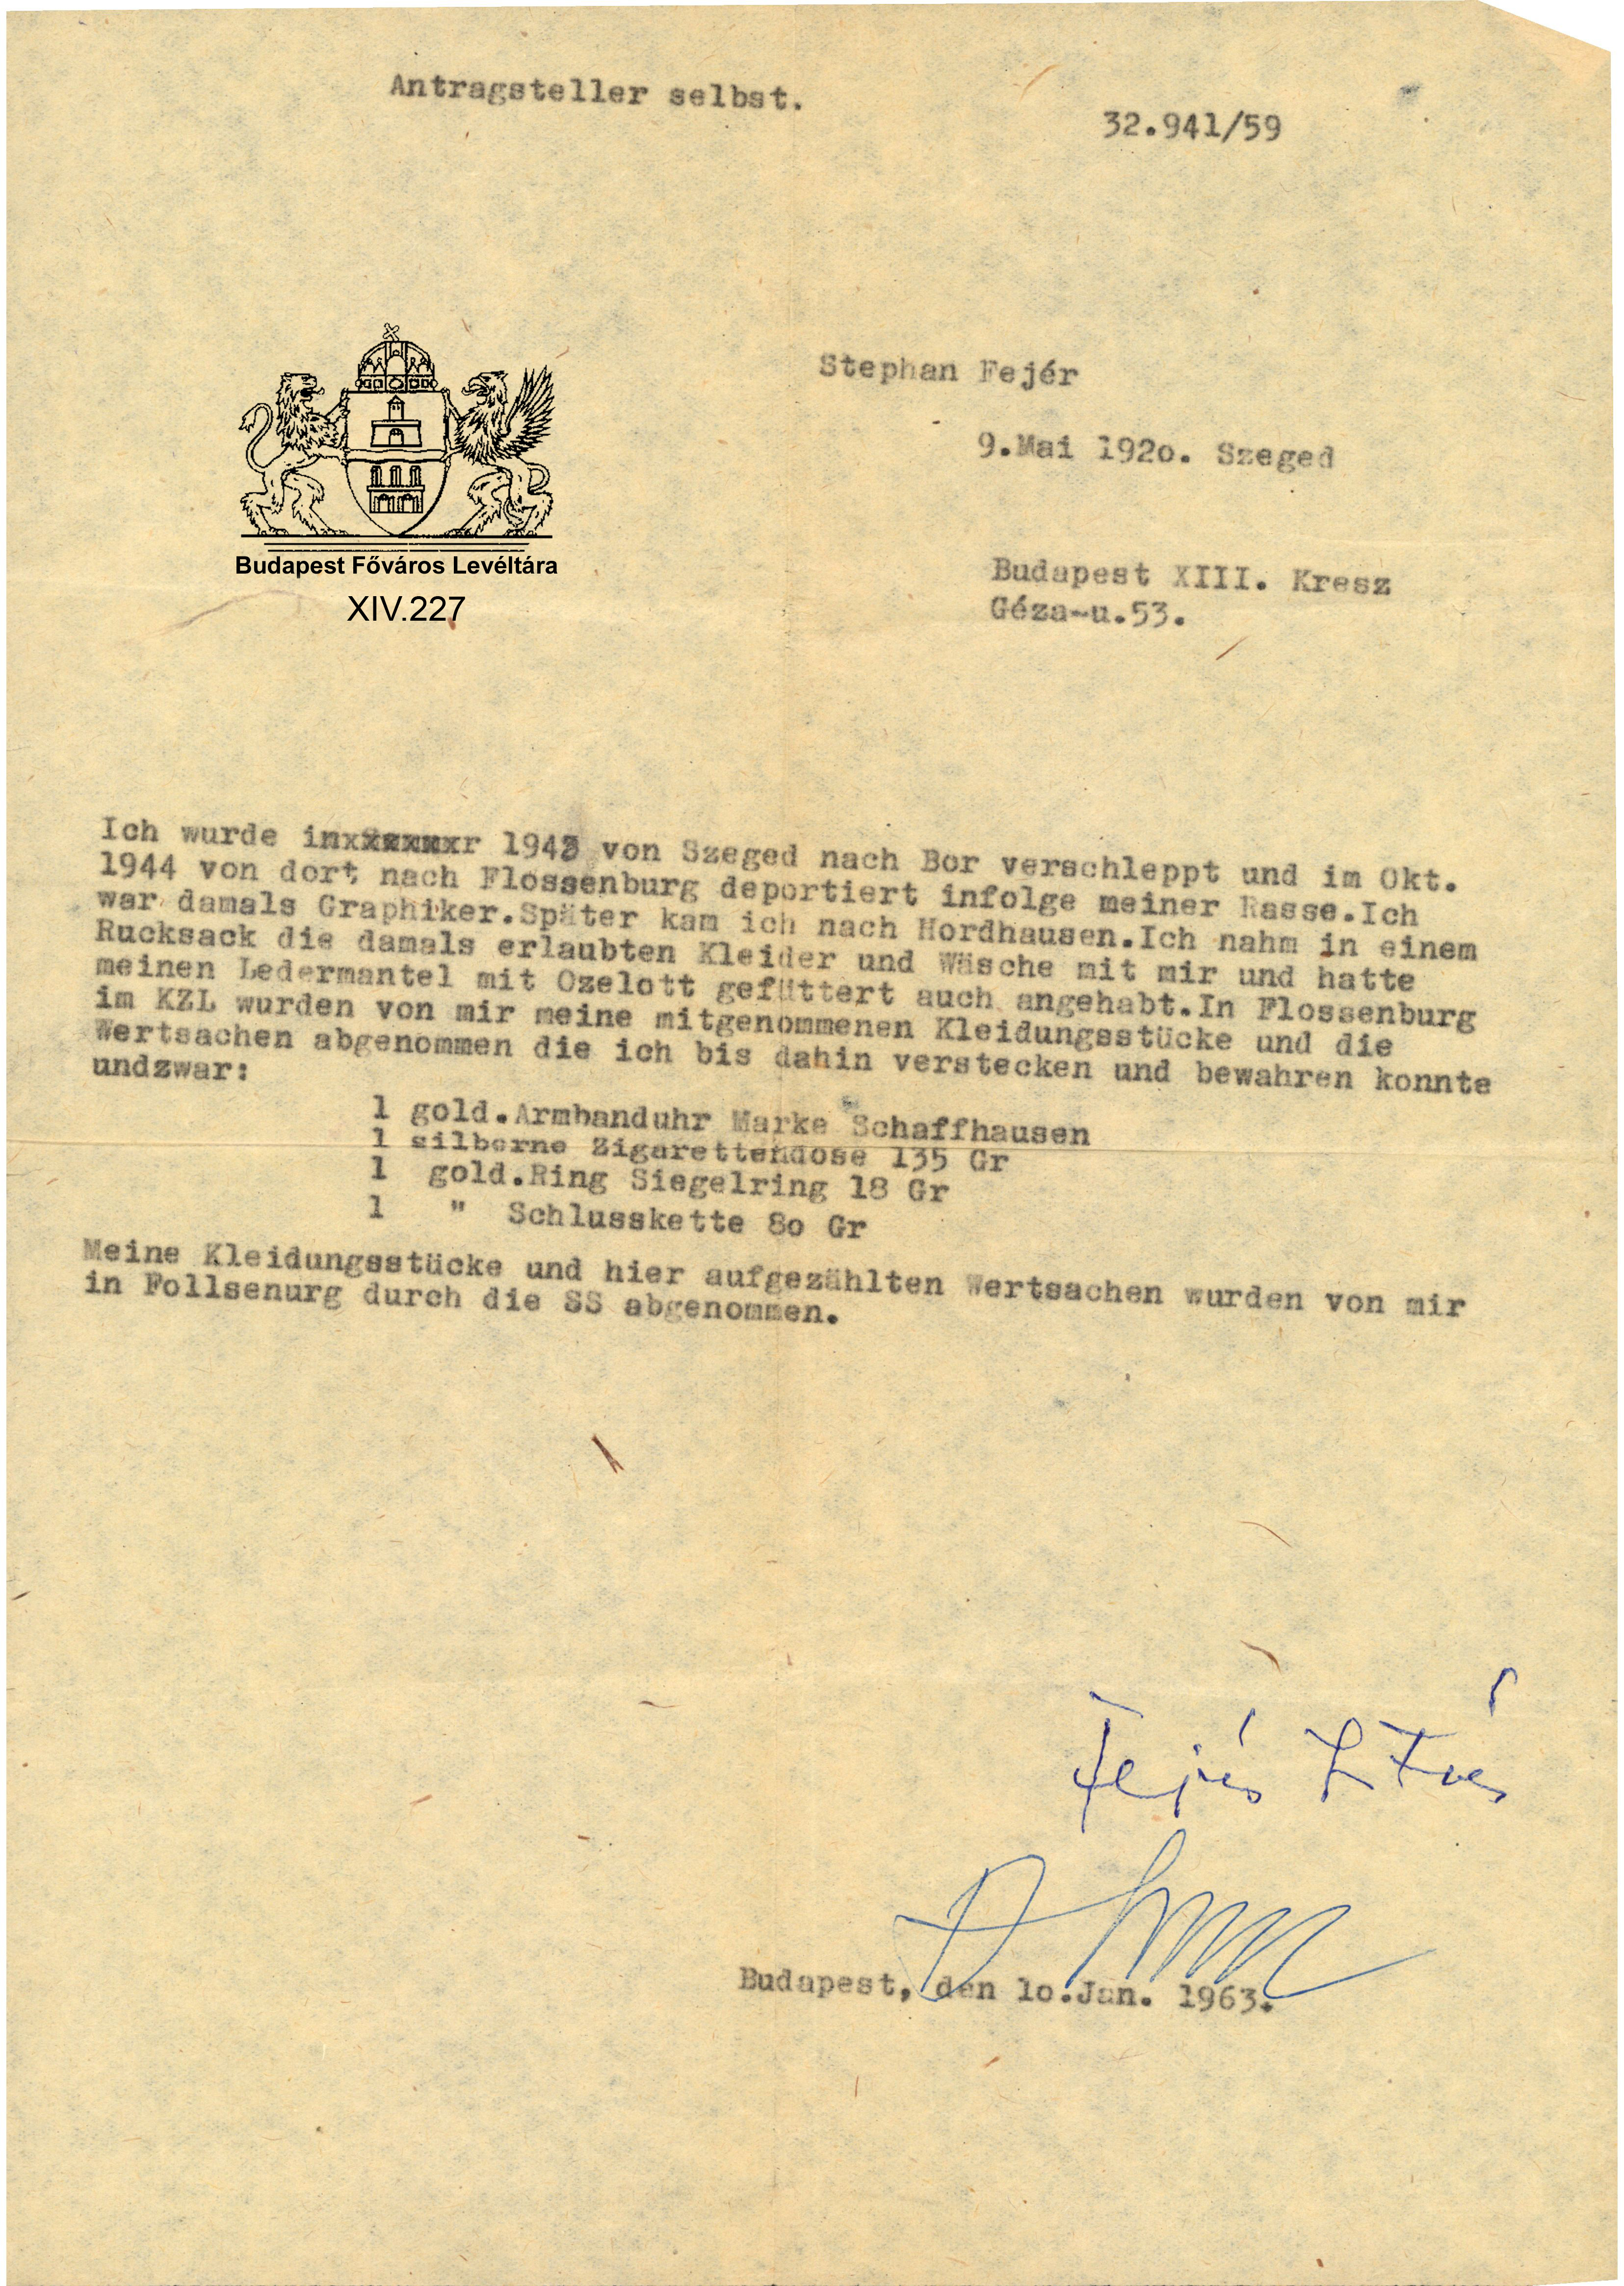 Antragsteller selbst.
32.941/59
Stephan Fejér
9.Mai 192o. Szeged
Budapest Főváros Levéltára
XIV.227
Budapest XIII. Kresz
Géza-u.53.
Ich wurde 1943 von Szeged nach Bor verschleppt und im Okt.
1944 von dort nach Flossenburg deportiert infolge meiner Rasse.Ich
war damals Graphiker.Später kam ich nach Nordhausen.Ich nahm in einem
Rucksack die damals erlaubten Kleider und Wäsche mit mir und hatte
meinen Ledermantel mit Ozelott gefüttert auch angehabt.In Flossenburg
im KZL wurden von mir meine mitgenommenen Kleidungsstücke und die
Wertsachen abgenommen die ich bis dahin verstecken und bewahren konnte
undzwar:
1 gold.Armbanduhr Marke Schaffhausen
1 silberne Zigarettendose 135 Gr
1 gold.Ring Siegelring 18 Gr
1 " Schlusskette 8o Gr
Meine Kleidungsstücke und hier aufgezählten Wertsachen wurden von mir
in Follsenurg durch die SS abgenommen.
Budapest, den 1o.Jan. 1963.